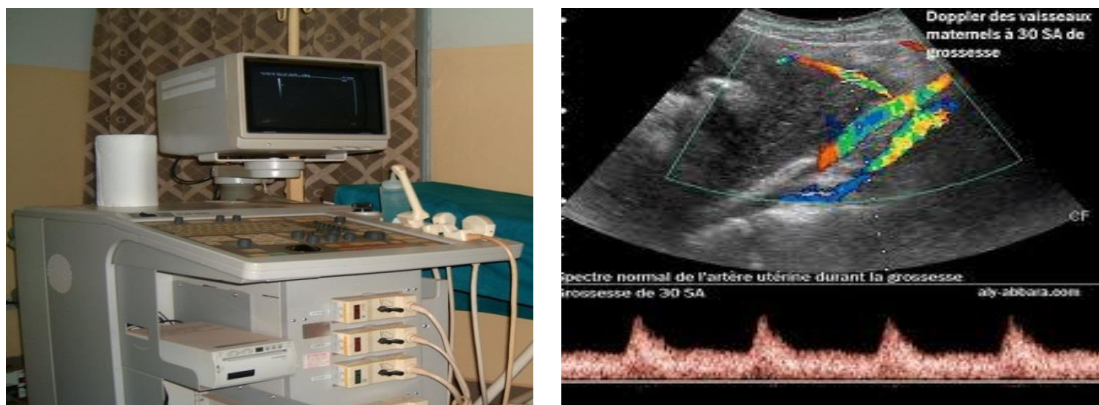 Doppler des vaisseaux
maternels à 30 SA de
grossesse
CF
Spectre normal de l'artère utérine durant la grossesse
Grossesse de 30 SA
aly-abbara.com